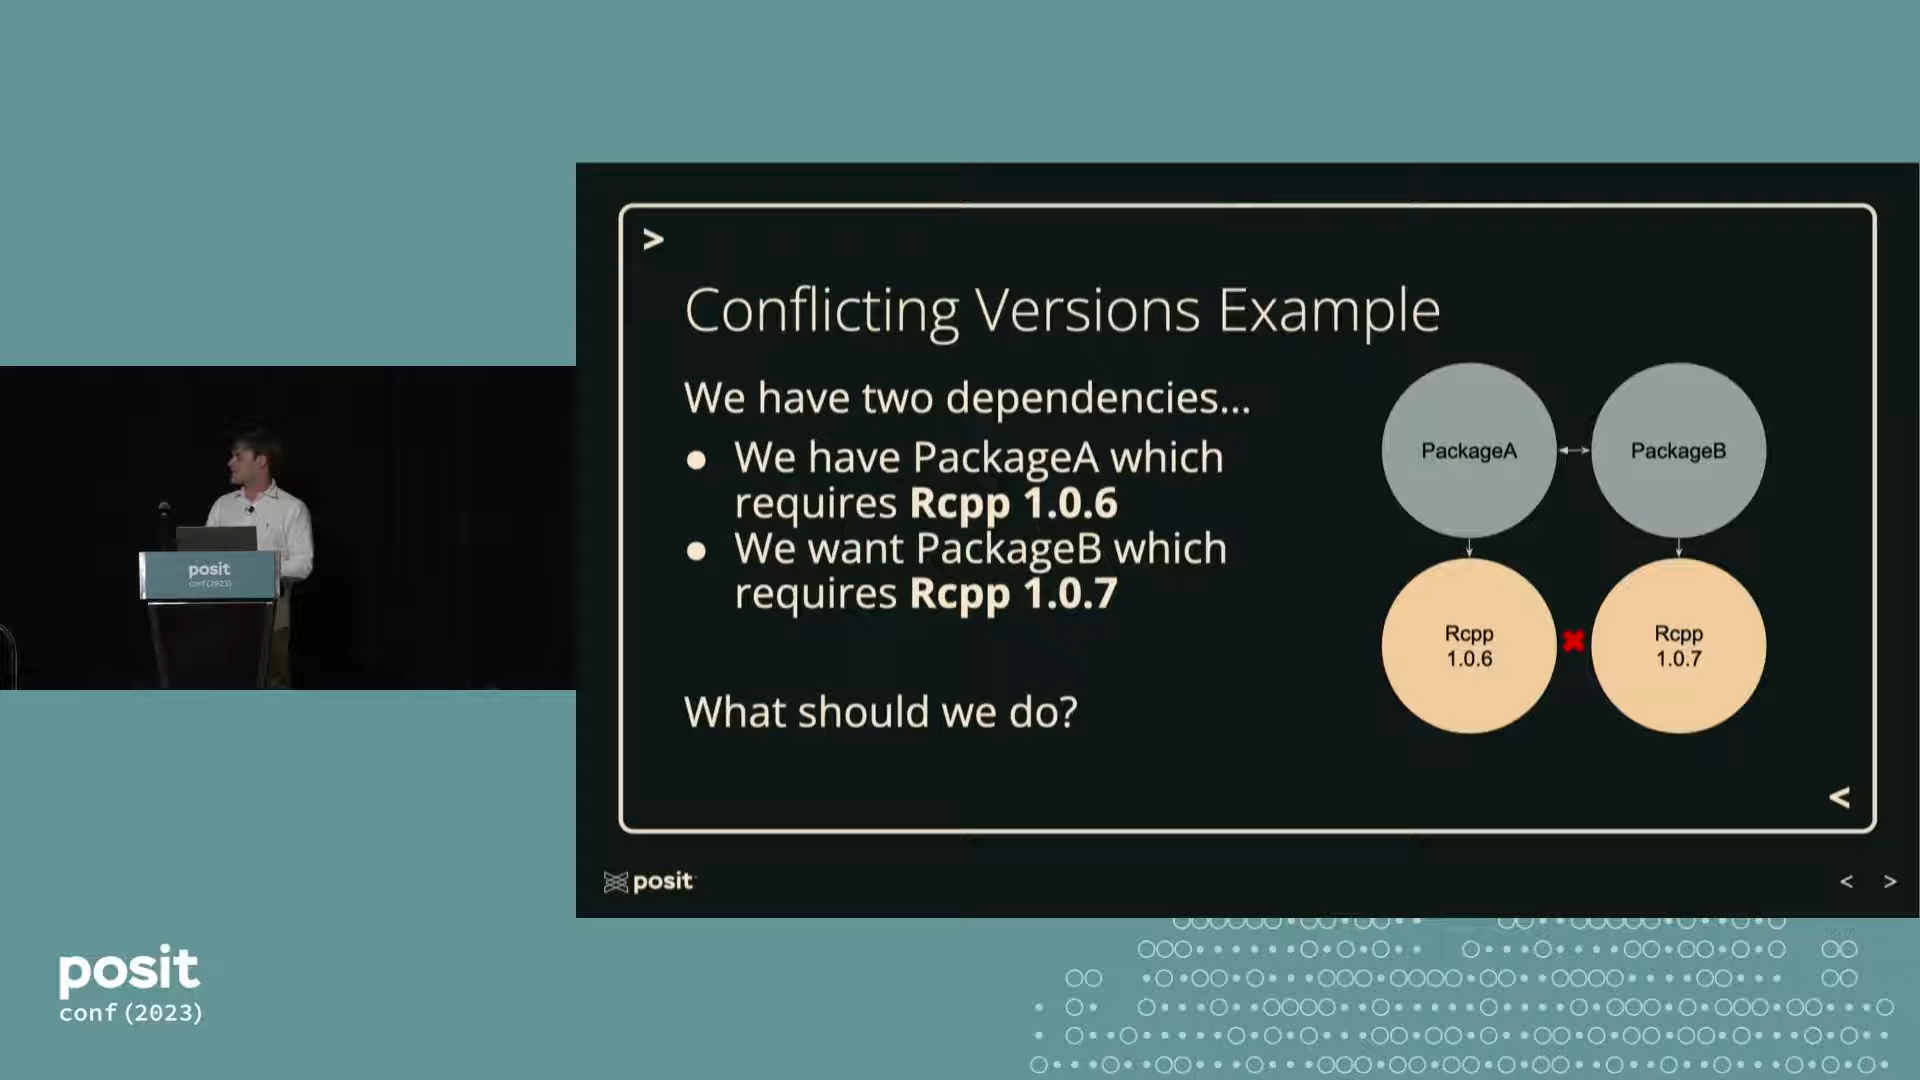 >
Conflicting Versions Example
We have two dependencies...
● We have PackageA which
requires Rcpp 1.0.6
● We want PackageB which
requires Rcpp 1.0.7
What should we do?
PackageA
PackageB
Rcpp
1.0.6
Rcpp
1.0.7
<
posit
< >
posit
conf(2023)
posit
conf(2023)